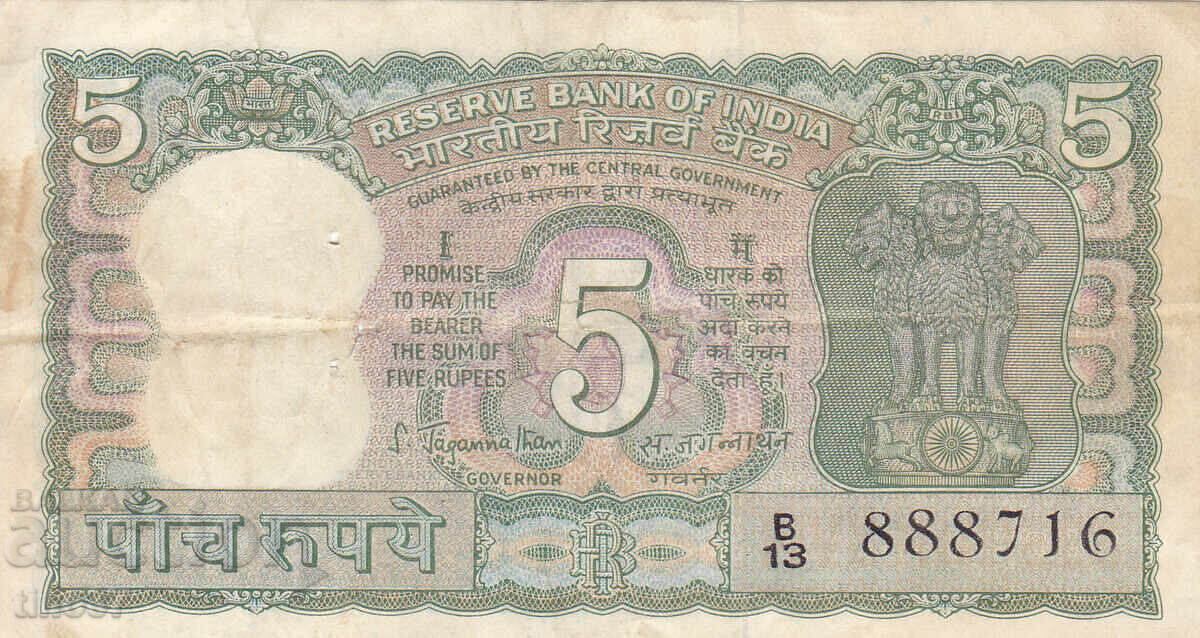 5
भारत
RESERVE BANK OF INDIA
RBI
5
भारतीय रिज़र्व बैंक
GUARANTEED BY THE CENTRAL GOVERNMENT
केन्द्रीय सरकार द्वारा प्रत्याभूत
I
PROMISE
TO PAY THE
BEARER
THE SUM OF
FIVE RUPEES
5
मैं
धारक को
पाच रुपये
अदा करने
का वचन
देता हूँ।
S. Jagannathan
स. जगन्नाथन
GOVERNOR
गवर्नर
पाँच रुपये
B/13 888716